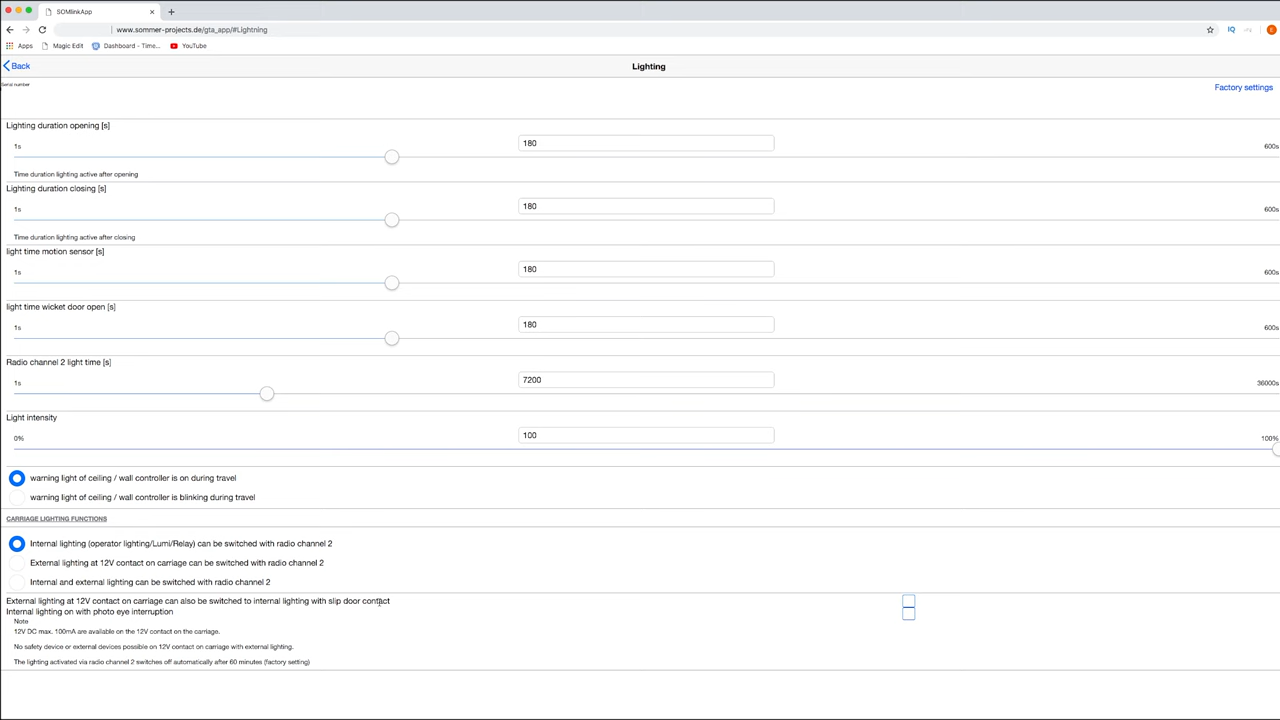 SOMlinkApp
www.sommer-projects.de/gta_app/#Lightning
Apps Magic Edit Dashboard - Time... YouTube
Back Lighting
Serial number
Factory settings
Lighting duration opening [s]
180
1s 600s
Time duration lighting active after opening
Lighting duration closing [s]
180
1s 600s
Time duration lighting active after closing
light time motion sensor [s]
180
1s 600s
light time wicket door open [s]
180
1s 600s
Radio channel 2 light time [s]
7200
1s 36000s
Light intensity
100
0% 100%
warning light of ceiling / wall controller is on during travel
warning light of ceiling / wall controller is blinking during travel
CARRIAGE LIGHTING FUNCTIONS
Internal lighting (operator lighting/Lumi/Relay) can be switched with radio channel 2
External lighting at 12V contact on carriage can be switched with radio channel 2
Internal and external lighting can be switched with radio channel 2
External lighting at 12V contact on carriage can also be switched to internal lighting with slip door contact
Internal lighting on with photo eye interruption
Note
12V DC max. 100mA are available on the 12V contact on the carriage.
No safety device or external devices possible on 12V contact on carriage with external lighting.
The lighting activated via radio channel 2 switches off automatically after 60 minutes (factory setting)